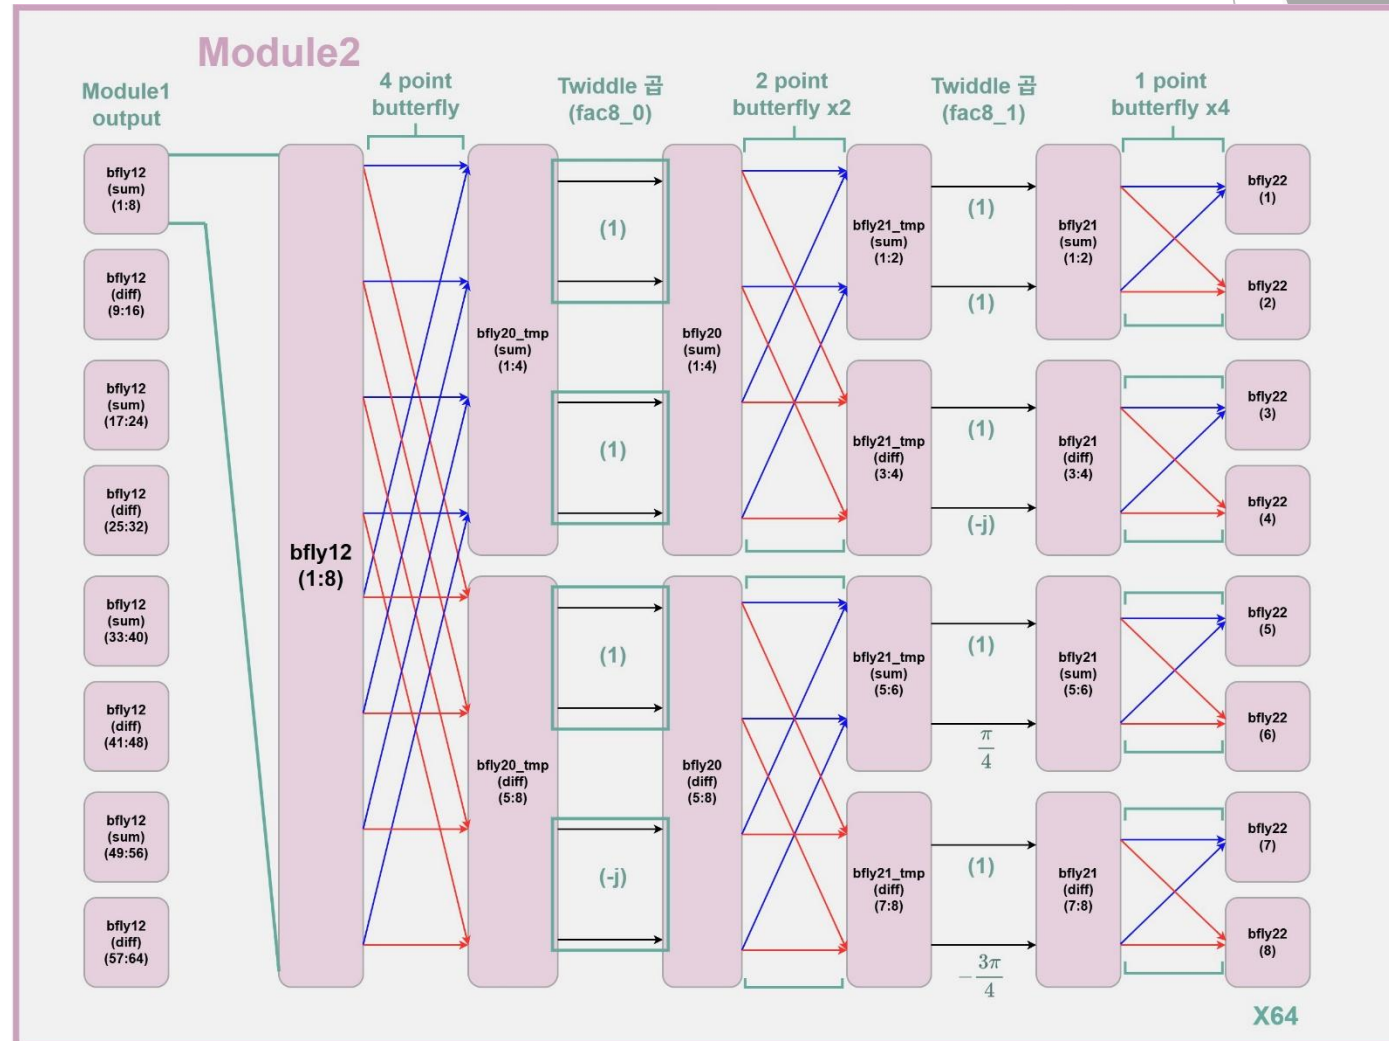 Module2
Module1
output
4 point
butterfly
Twiddle 곱
(fac8_0)
2 point
butterfly x2
Twiddle 곱
(fac8_1)
1 point
butterfly x4
bfly12
(sum)
(1:8)
bfly12
(diff)
(9:16)
bfly12
(sum)
(17:24)
bfly12
(diff)
(25:32)
bfly12
(sum)
(33:40)
bfly12
(diff)
(41:48)
bfly12
(sum)
(49:56)
bfly12
(diff)
(57:64)
bfly12
(1:8)
bfly20_tmp
(sum)
(1:4)
bfly20_tmp
(diff)
(5:8)
(1)
(1)
(1)
(-j)
bfly20
(sum)
(1:4)
bfly20
(diff)
(5:8)
bfly21_tmp
(sum)
(1:2)
bfly21_tmp
(diff)
(3:4)
bfly21_tmp
(sum)
(5:6)
bfly21_tmp
(diff)
(7:8)
(1)
(1)
(1)
(-j)
(1)
π
4
(1)
-3π
4
bfly21
(sum)
(1:2)
bfly21
(diff)
(3:4)
bfly21
(sum)
(5:6)
bfly21
(diff)
(7:8)
bfly22
(1)
bfly22
(2)
bfly22
(3)
bfly22
(4)
bfly22
(5)
bfly22
(6)
bfly22
(7)
bfly22
(8)
X64